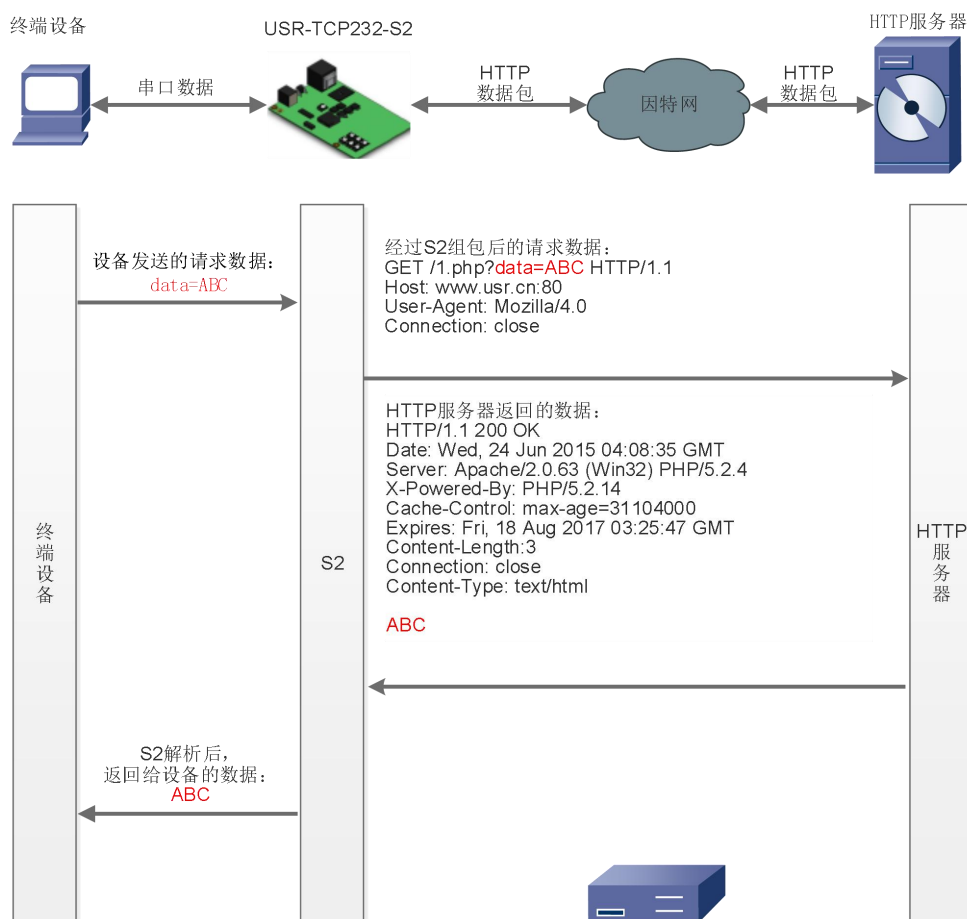 终端设备
USR-TCP232-S2
HTTP服务器
串口数据
HTTP
数据包
因特网
HTTP
数据包
设备发送的请求数据：
data=ABC
经过S2组包后的请求数据：
GET /1.php?data=ABC HTTP/1.1
Host: www.usr.cn:80
User-Agent: Mozilla/4.0
Connection: close
HTTP服务器返回的数据：
HTTP/1.1 200 OK
Date: Wed, 24 Jun 2015 04:08:35 GMT
Server: Apache/2.0.63 (Win32) PHP/5.2.4
X-Powered-By: PHP/5.2.14
Cache-Control: max-age=31104000
Expires: Fri, 18 Aug 2017 03:25:47 GMT
Content-Length:3
Connection: close
Content-Type: text/html
ABC
终
端
设
备
S2
HTTP
服
务
器
S2解析后，
返回给设备的数据：
ABC